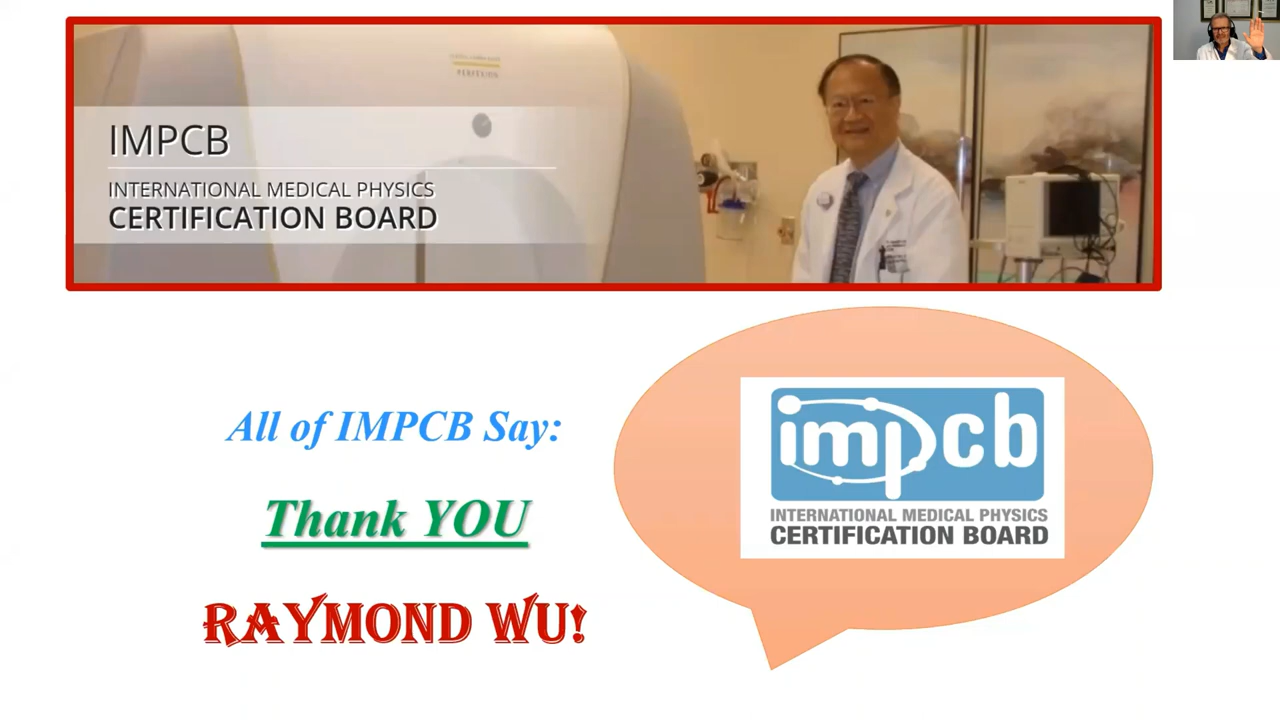 IMPCB
INTERNATIONAL MEDICAL PHYSICS
CERTIFICATION BOARD
All of IMPCB Say:
Thank YOU
RAYMOND WU!
impcb
INTERNATIONAL MEDICAL PHYSICS
CERTIFICATION BOARD